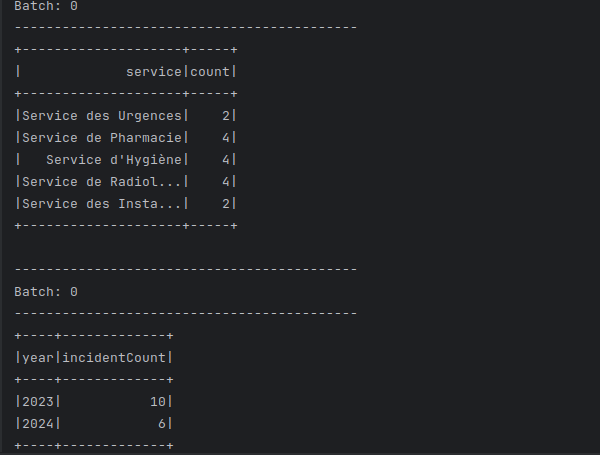 Batch: 0
-------------------------------------------
+--------------------+-----+
|             service|count|
+--------------------+-----+
|Service des Urgences|    2|
|Service de Pharmacie|    4|
|   Service d'Hygiène|    4|
|Service de Radiol...|    4|
|Service des Insta...|    2|
+--------------------+-----+
-------------------------------------------
Batch: 0
-------------------------------------------
+----+-------------+
|year|incidentCount|
+----+-------------+
|2023|           10|
|2024|            6|
+----+-------------+